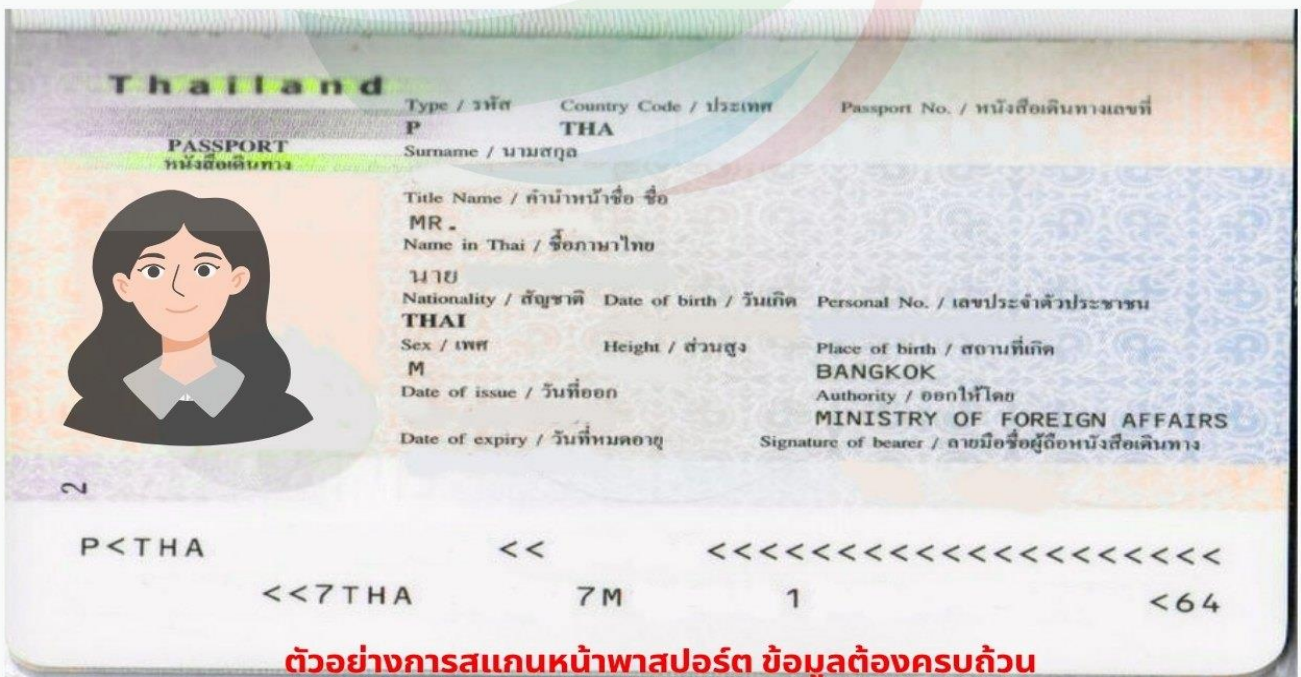 Thailand
PASSPORT
หนังสือเดินทาง
Type / รหัส Country Code / ประเทศ Passport No. / หนังสือเดินทางเลขที่
P THA
Surname / นามสกุล
Title Name / คำนำหน้าชื่อ ชื่อ
MR.
Name in Thai / ชื่อภาษาไทย
นาย
Nationality / สัญชาติ Date of birth / วันเกิด Personal No. / เลขประจำตัวประชาชน
THAI
Sex / เพศ Height / ส่วนสูง Place of birth / สถานที่เกิด
M BANGKOK
Date of issue / วันที่ออก Authority / ออกให้โดย
MINISTRY OF FOREIGN AFFAIRS
Date of expiry / วันที่หมดอายุ Signature of bearer / ลายมือชื่อผู้ถือหนังสือเดินทาง
2
P<THA << <<<<<<<<<<<<<<<<<<<<
<<7THA 7M 1 <64
ตัวอย่างการสแกนหน้าพาสปอร์ต ข้อมูลต้องครบถ้วน